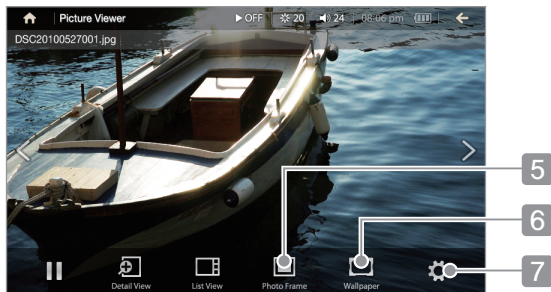 Picture Viewer OFF 20 24 08:06 pm
DSC20100527001.jpg
5
6
7
Detail View List View Photo Frame Wallpaper